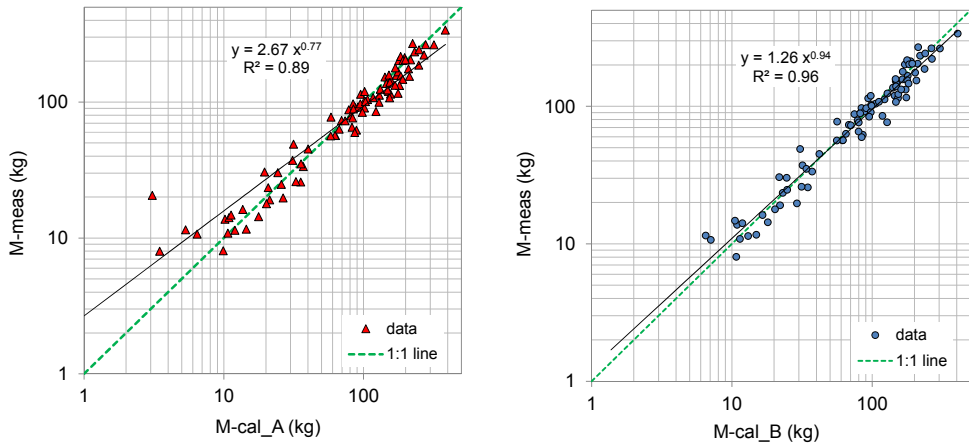 y = 2.67 x^0.77
R² = 0.89
M-meas (kg)
100
10
1
data
1:1 line
1 10 100
M-cal_A (kg)
y = 1.26 x^0.94
R² = 0.96
M-meas (kg)
100
10
1
data
1:1 line
1 10 100
M-cal_B (kg)